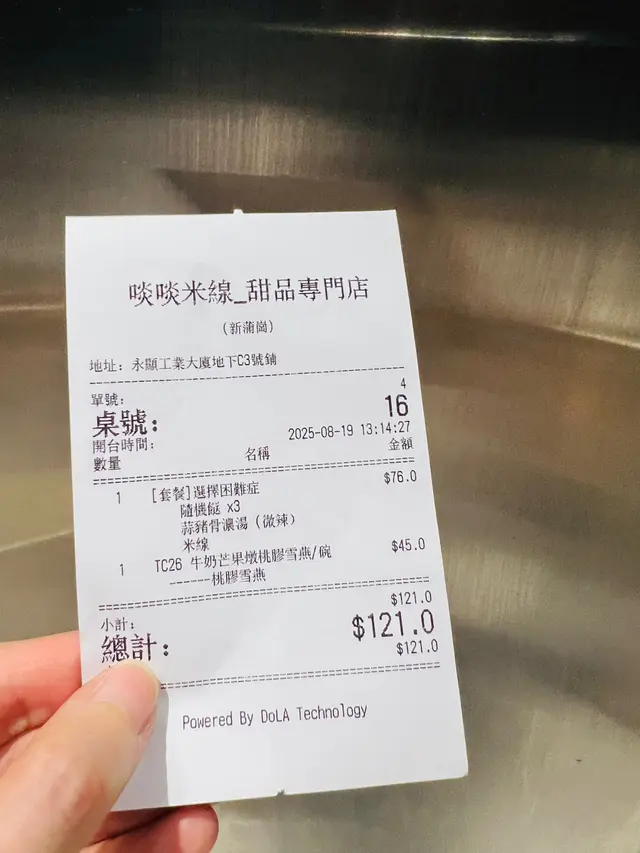 啖啖米線_甜品專門店
(新蒲崗)
地址: 永顯工業大廈地下C3號鋪
單號: 4
桌號: 16
開台時間: 2025-08-19 13:14:27
數量 名稱 金額
1 [套餐]選擇困難症 $76.0
隨機餸 x3
蒜豬骨濃湯(微辣)
米線
1 TC26 牛奶芒果燉桃膠雪燕/碗 $45.0
------桃膠雪燕
小計: $121.0
總計: $121.0
$121.0
Powered By DoLA Technology